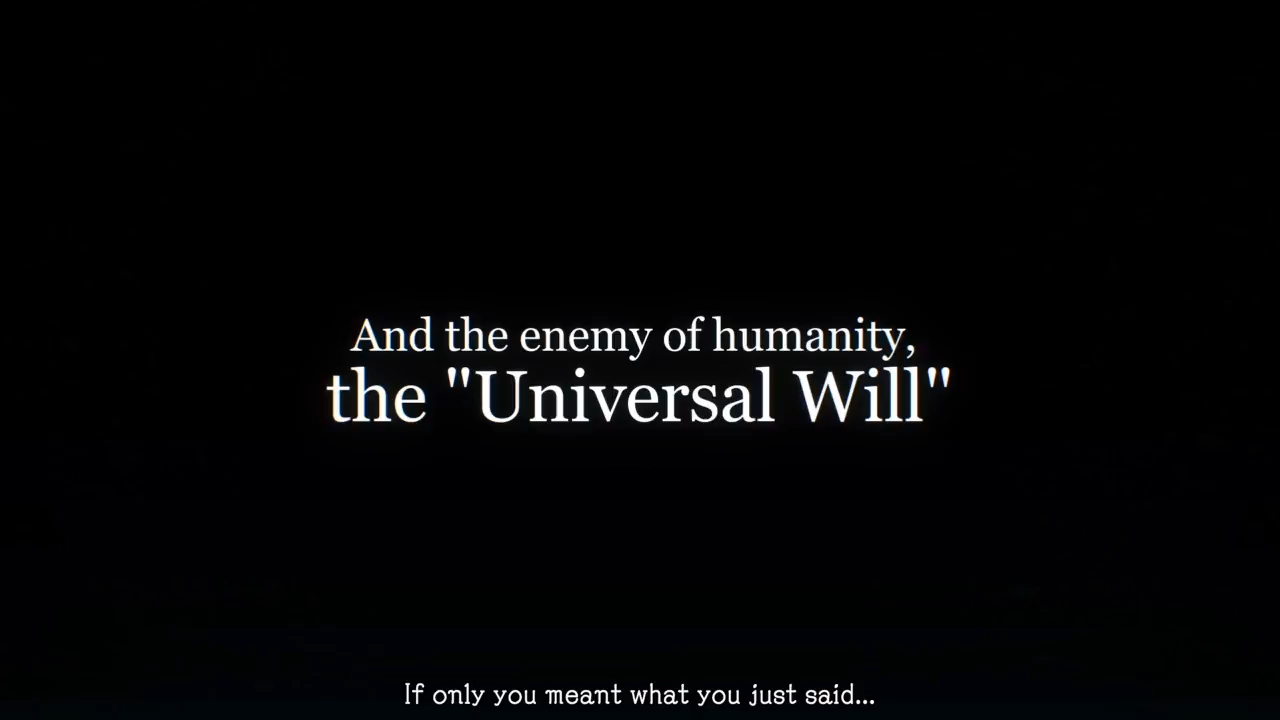 And the enemy of humanity,
the "Universal Will"
If only you meant what you just said...